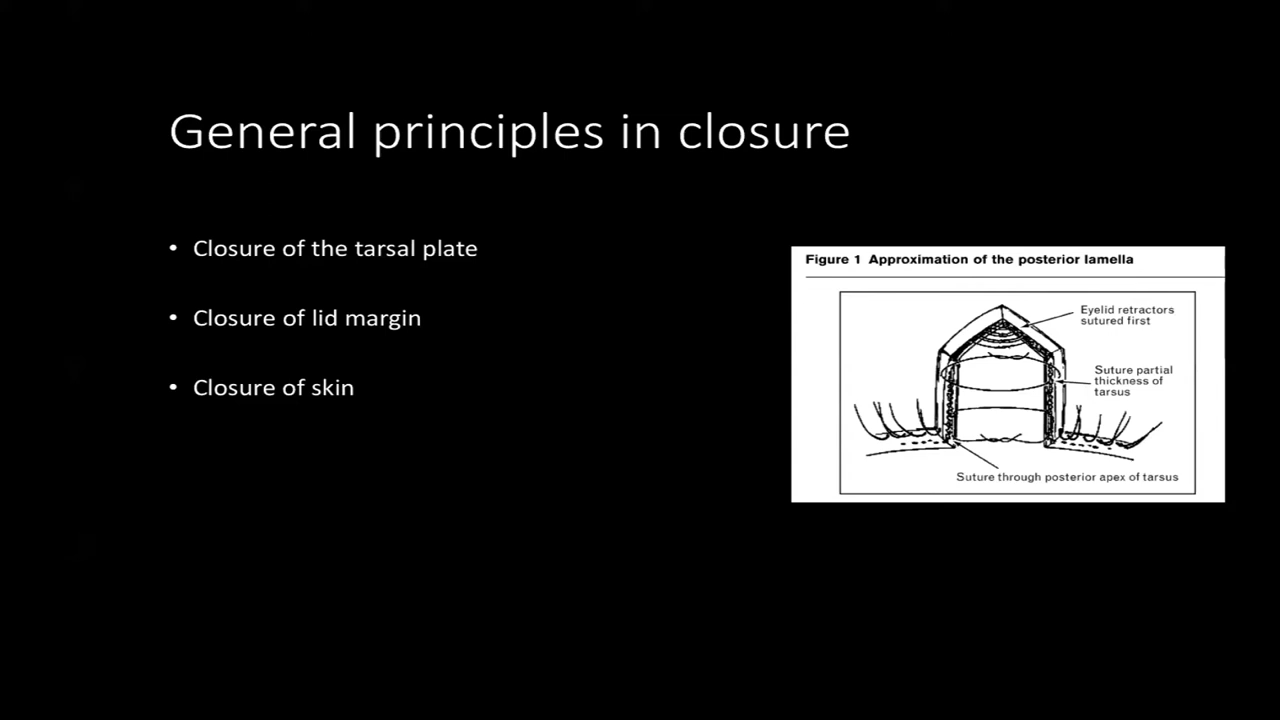 General principles in closure
• Closure of the tarsal plate
• Closure of lid margin
• Closure of skin
Figure 1 Approximation of the posterior lamella
Eyelid retractors
sutured first
Suture partial
thickness of
tarsus
Suture through posterior apex of tarsus